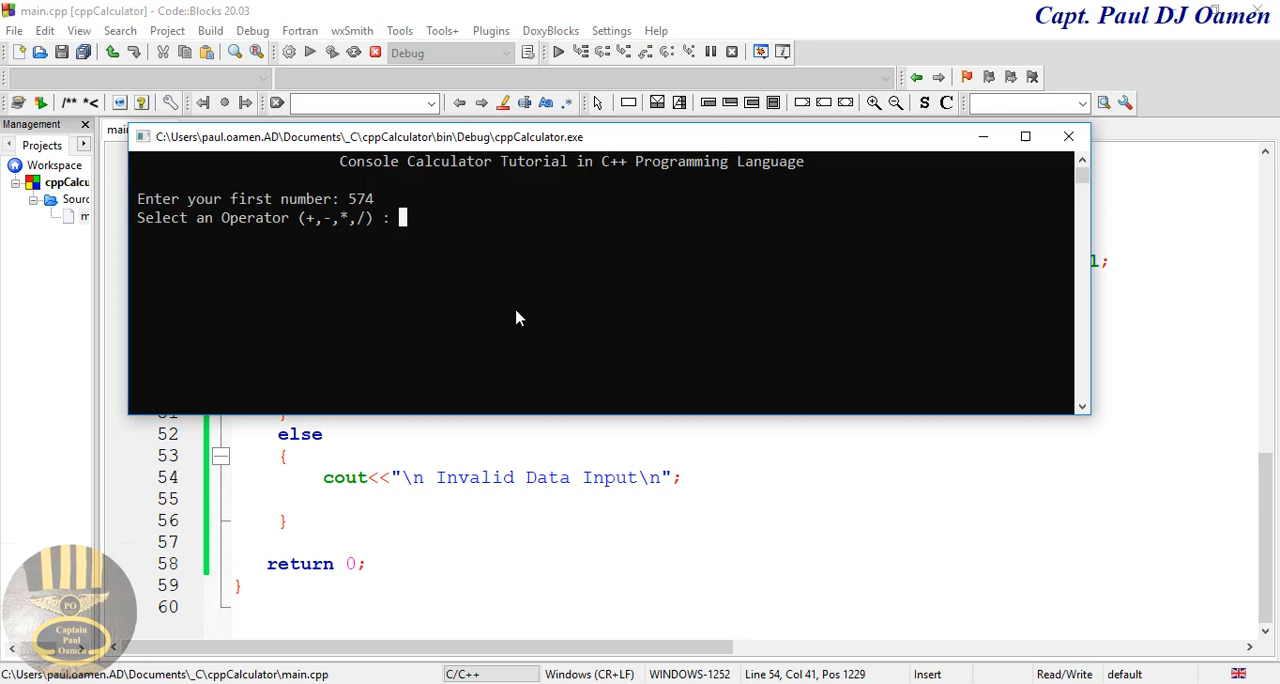 main.cpp [cppCalculator] - Code::Blocks 20.03
Capt. Paul DJ Oamen
File Edit View Search Project Build Debug Fortran wxSmith Tools Tools+ Plugins DoxyBlocks Settings Help
Debug
/** *<
S C
Management
Projects
Workspace
cppCalcu
Sourc
m
mai
C:\Users\paul.oamen.AD\Documents\_C\cppCalculator\bin\Debug\cppCalculator.exe
Console Calculator Tutorial in C++ Programming Language
Enter your first number: 574
Select an Operator (+,-,*,/) :
l;
52 else
53 {
54 cout<<"\n Invalid Data Input\n";
55
56 }
57
58 return 0;
59 }
60
PO
Captain
Paul
Oamen
C:\Users\paul.oamen.AD\Documents\_C\cppCalculator\main.cpp C/C++ Windows (CR+LF) WINDOWS-1252 Line 54, Col 41, Pos 1229 Insert Read/Write default